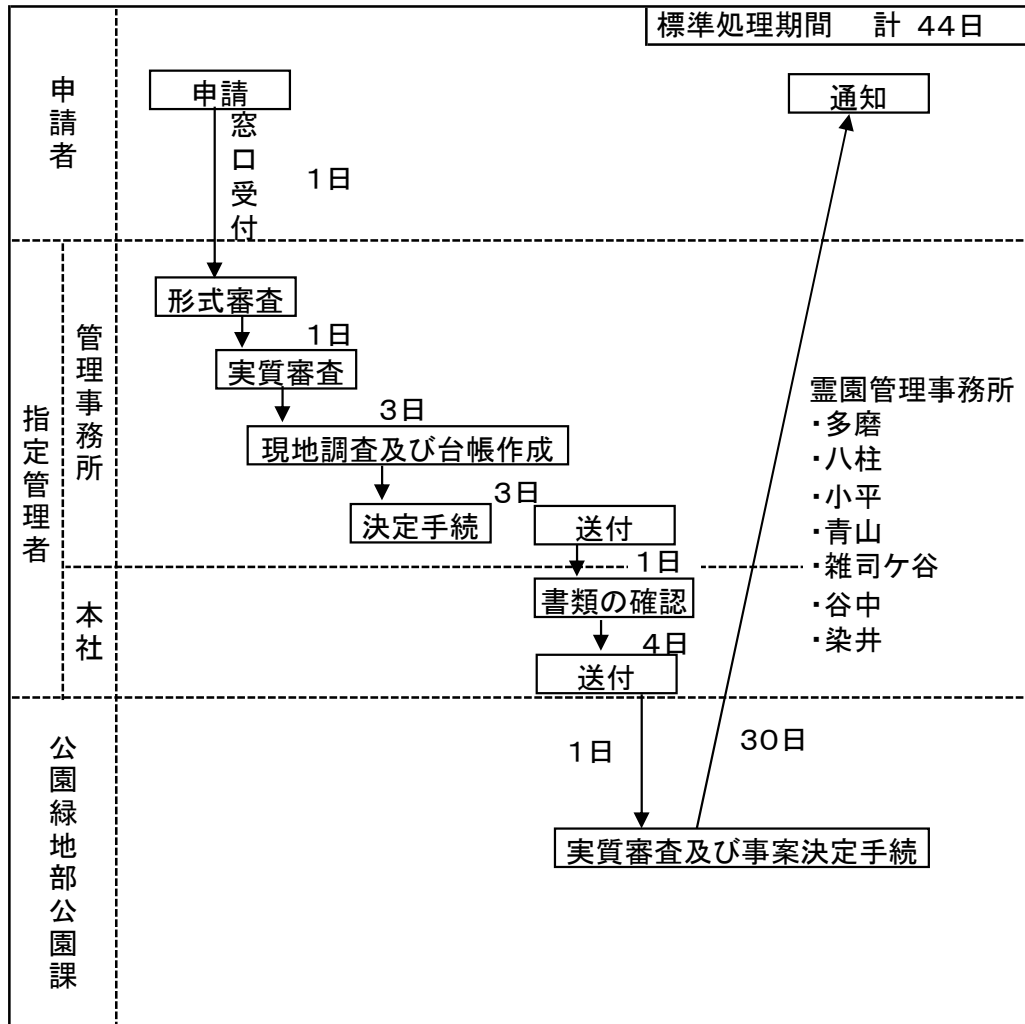 標準処理期間 計 44日
申請者
申請
窓口受付
1日
通知
指定管理者
管理事務所
形式審査
1日
実質審査
3日
現地調査及び台帳作成
3日
決定手続
送付
1日
霊園管理事務所
・多磨
・八柱
・小平
・青山
・雑司ケ谷
・谷中
・染井
本社
書類の確認
4日
送付
公園緑地部公園課
1日
30日
実質審査及び事案決定手続